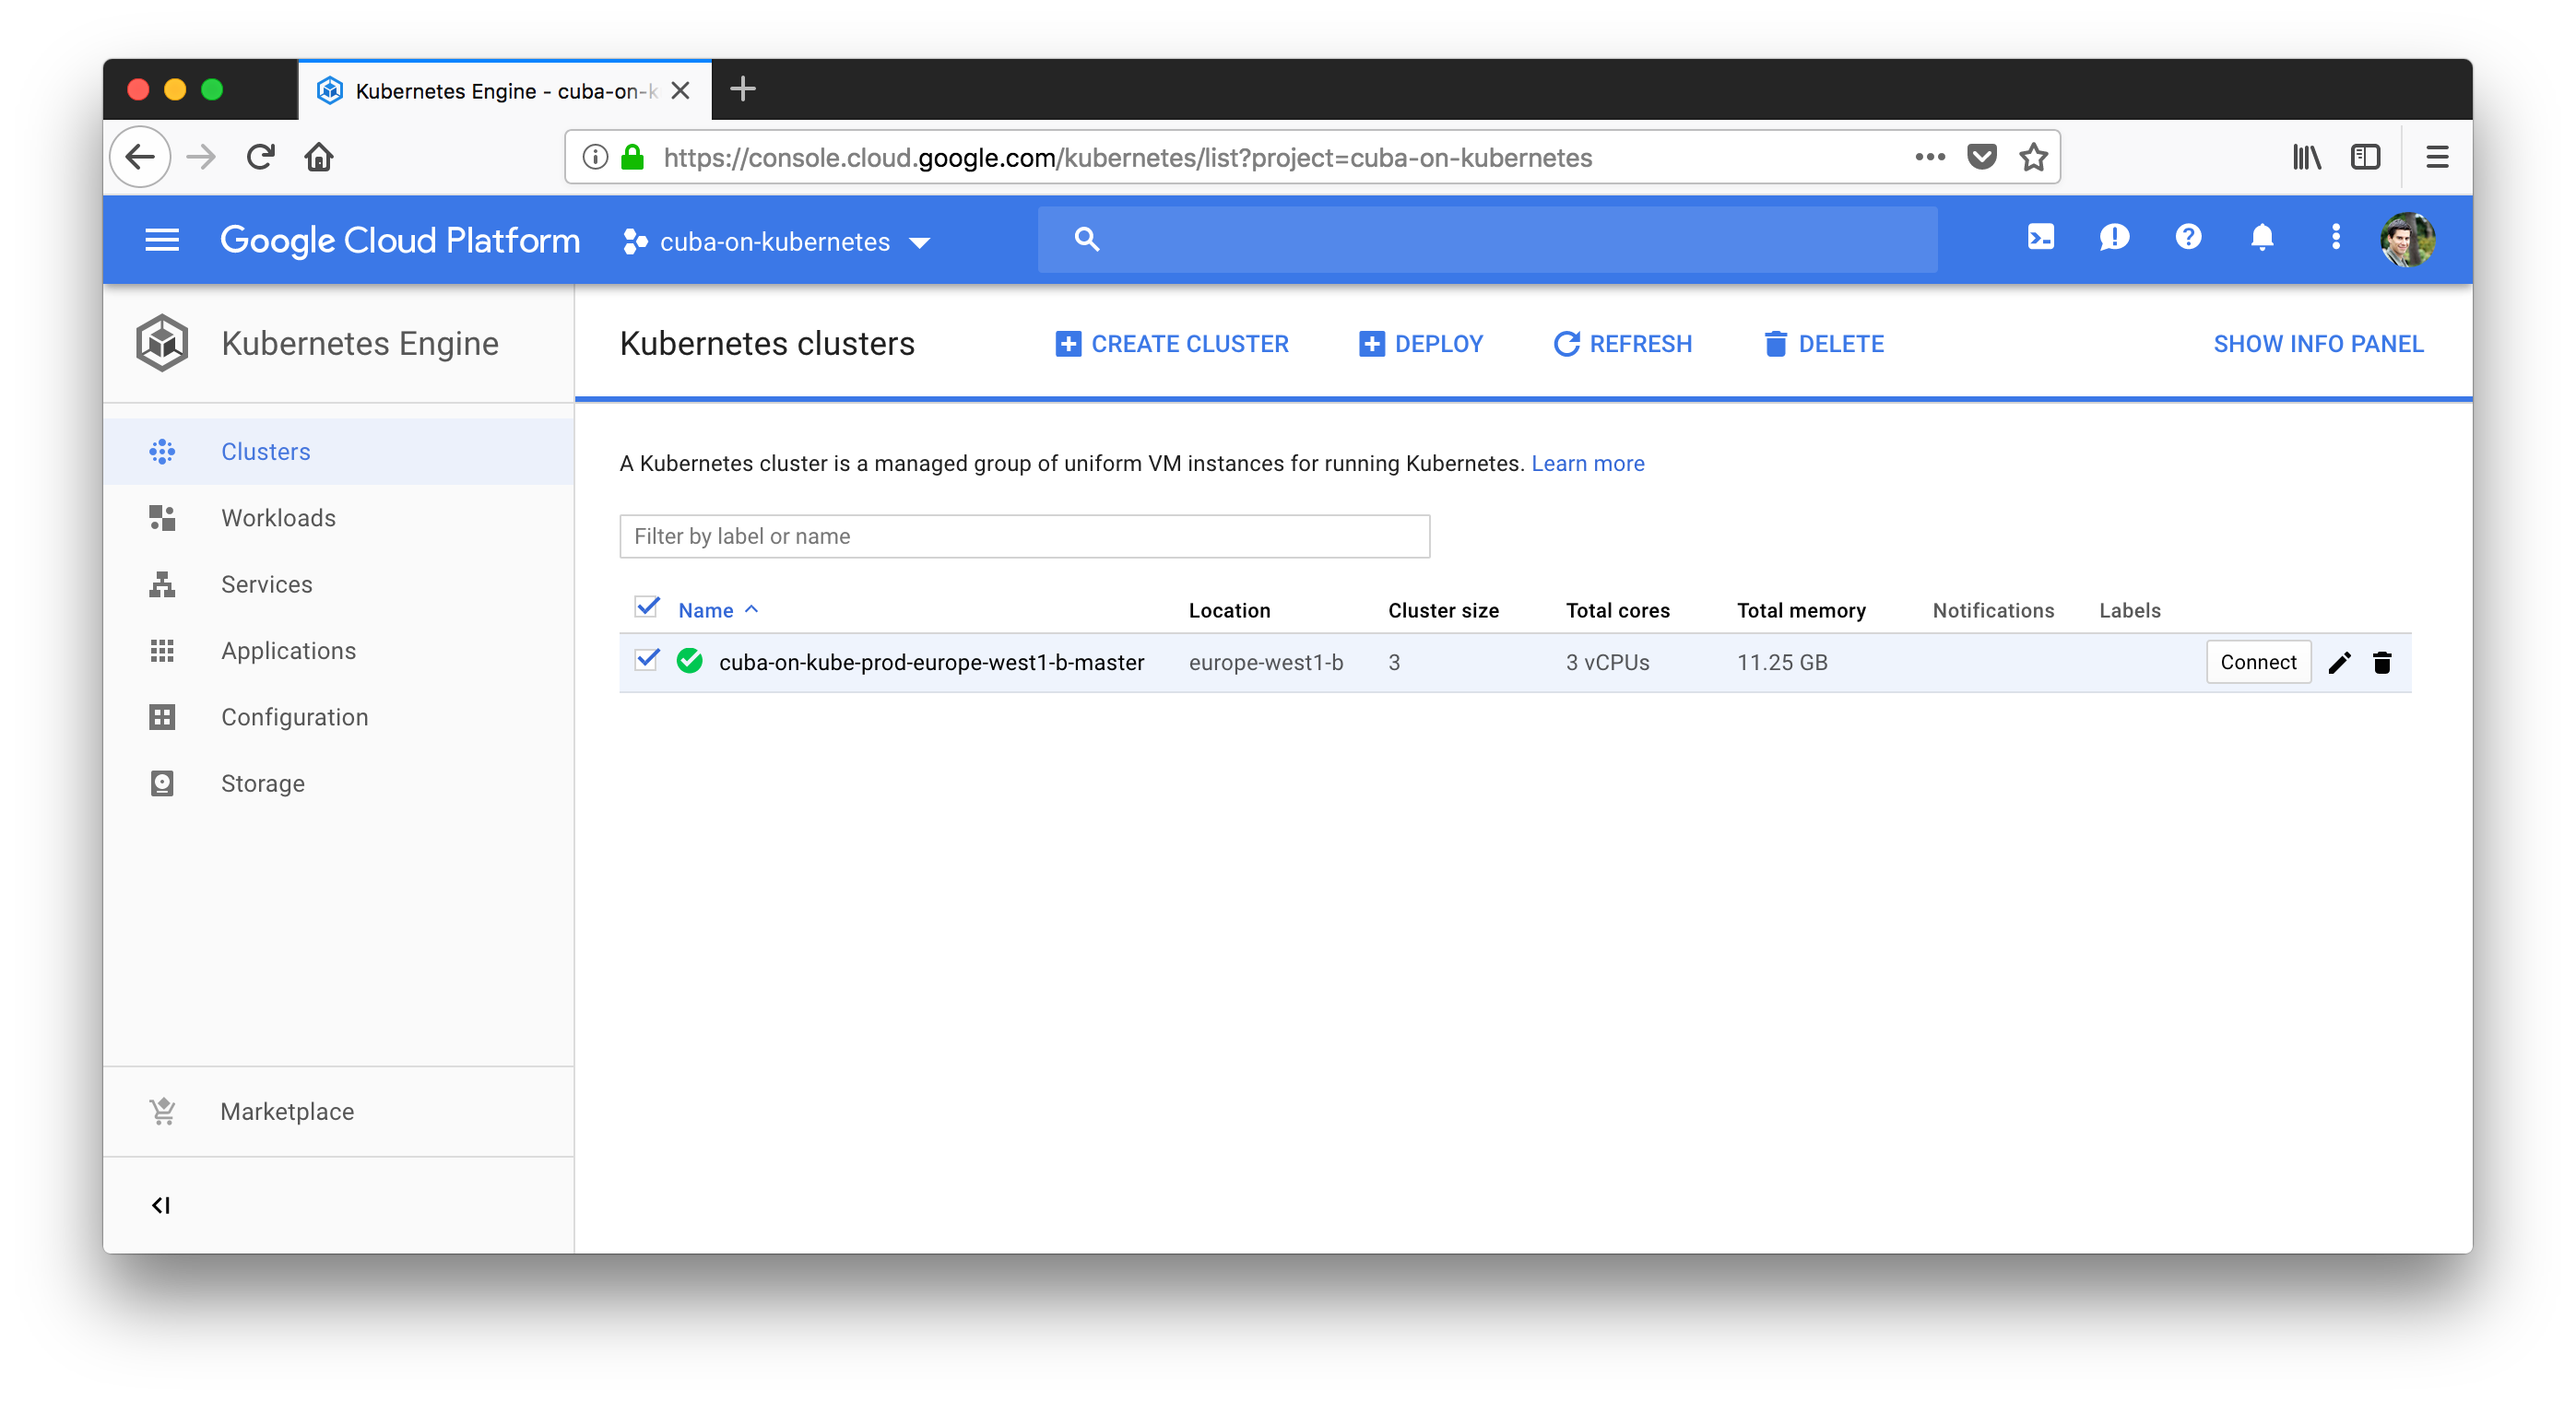 Kubernetes Engine - cuba-on-k
https://console.cloud.google.com/kubernetes/list?project=cuba-on-kubernetes
Google Cloud Platform cuba-on-kubernetes
Kubernetes Engine
Kubernetes clusters CREATE CLUSTER DEPLOY REFRESH DELETE SHOW INFO PANEL
Clusters
Workloads
Services
Applications
Configuration
Storage
Marketplace
A Kubernetes cluster is a managed group of uniform VM instances for running Kubernetes. Learn more
Filter by label or name
Name Location Cluster size Total cores Total memory Notifications Labels
cuba-on-kube-prod-europe-west1-b-master europe-west1-b 3 3 vCPUs 11.25 GB Connect